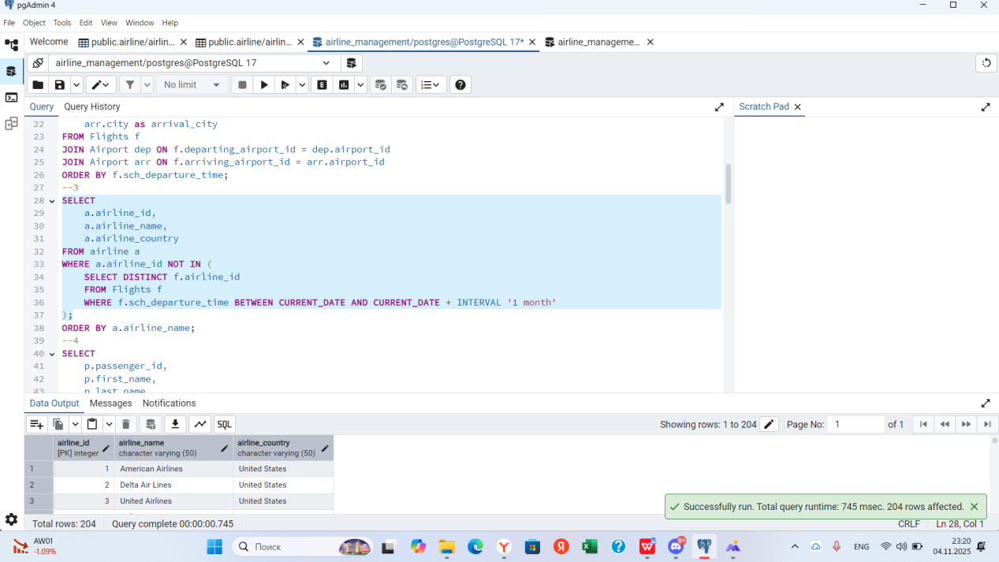 pgAdmin 4
File Object Tools Edit View Window Help
Welcome public.airline/airlin... public.airline/airlin... airline_management/postgres@PostgreSQL 17* airline_manageme...
airline_management/postgres@PostgreSQL 17
No limit
Query Query History Scratch Pad
22 arr.city as arrival_city
23 FROM Flights f
24 JOIN Airport dep ON f.departing_airport_id = dep.airport_id
25 JOIN Airport arr ON f.arriving_airport_id = arr.airport_id
26 ORDER BY f.sch_departure_time;
27 --3
28 SELECT
29 a.airline_id,
30 a.airline_name,
31 a.airline_country
32 FROM airline a
33 WHERE a.airline_id NOT IN (
34 SELECT DISTINCT f.airline_id
35 FROM Flights f
36 WHERE f.sch_departure_time BETWEEN CURRENT_DATE AND CURRENT_DATE + INTERVAL '1 month'
37 );
38 ORDER BY a.airline_name;
39 --4
40 SELECT
41 p.passenger_id,
42 p.first_name,
43 p.last_name
Data Output Messages Notifications
SQL Showing rows: 1 to 204 Page No: 1 of 1
airline_id airline_name airline_country
[PK] integer character varying (50) character varying (50)
1 1 American Airlines United States
2 2 Delta Air Lines United States
3 3 United Airlines United States
Successfully run. Total query runtime: 745 msec. 204 rows affected.
Total rows: 204 Query complete 00:00:00.745 CRLF Ln 28, Col 1
AW01
-1.09%
Поиск
ENG
23:20
04.11.2025